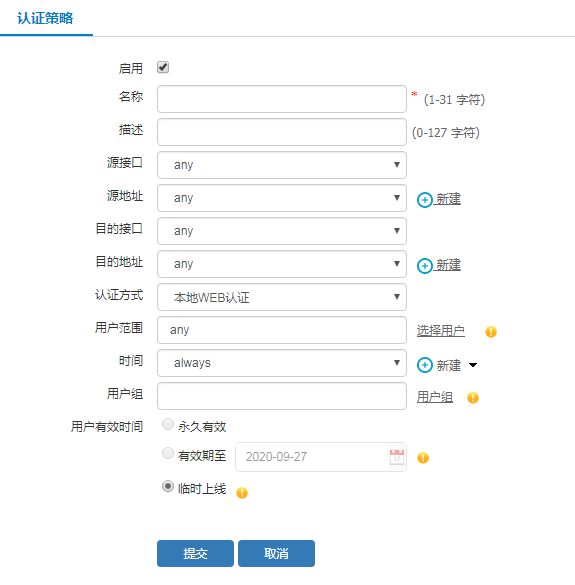 认证策略
启用
名称 * (1-31 字符)
描述 (0-127 字符)
源接口 any
源地址 any 新建
目的接口 any
目的地址 any 新建
认证方式 本地WEB认证
用户范围 any 选择用户
时间 always 新建
用户组 用户组
用户有效时间 永久有效
有效期至 2020-09-27
临时上线
提交 取消